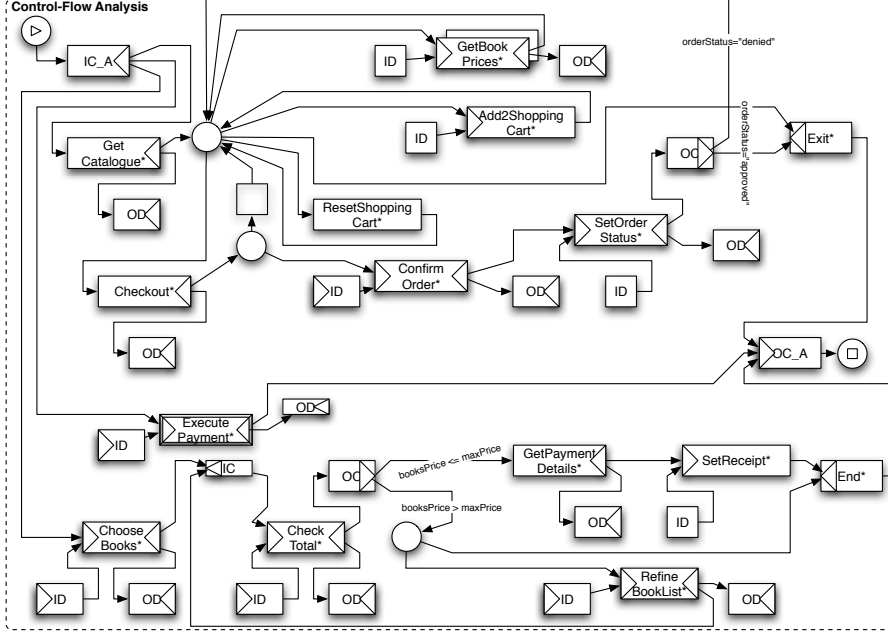 Control-Flow Analysis
IC_A
GetBook
Prices*
ID
OD
orderStatus="denied"
Add2Shopping
Cart*
ID
orderStatus="approved"
Exit*
OC
Get
Catalogue*
OD
ResetShopping
Cart*
SetOrder
Status*
OD
Checkout*
ID
Confirm
Order*
OD
ID
OD
OC_A
Execute
Payment*
OD
ID
IC
OC
booksPrice <= maxPrice
GetPayment
Details*
SetReceipt*
End*
booksPrice > maxPrice
Choose
Books*
Check
Total*
OD
ID
Refine
BookList*
ID
OD
ID
OD
ID
OD